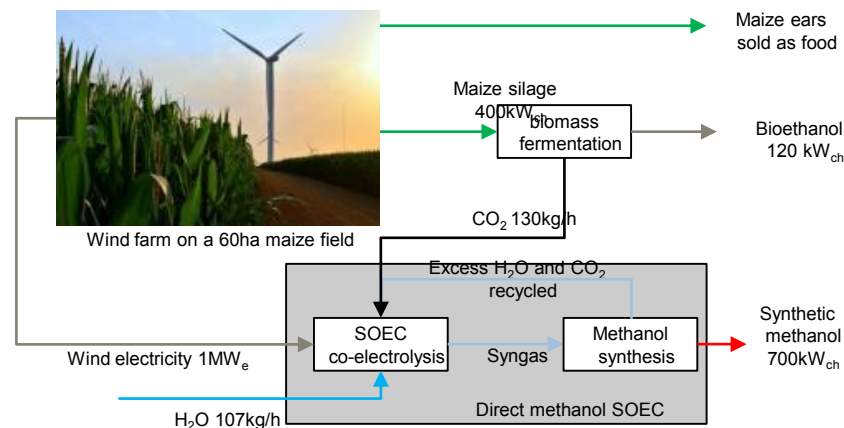 Maize ears
sold as food
Maize silage
400kWch
biomass
fermentation
Bioethanol
120 kWch
CO2 130kg/h
Wind farm on a 60ha maize field
Excess H2O and CO2
recycled
SOEC
co-electrolysis
Syngas
Methanol
synthesis
Synthetic
methanol
700kWch
Wind electricity 1MWe
H2O 107kg/h
Direct methanol SOEC